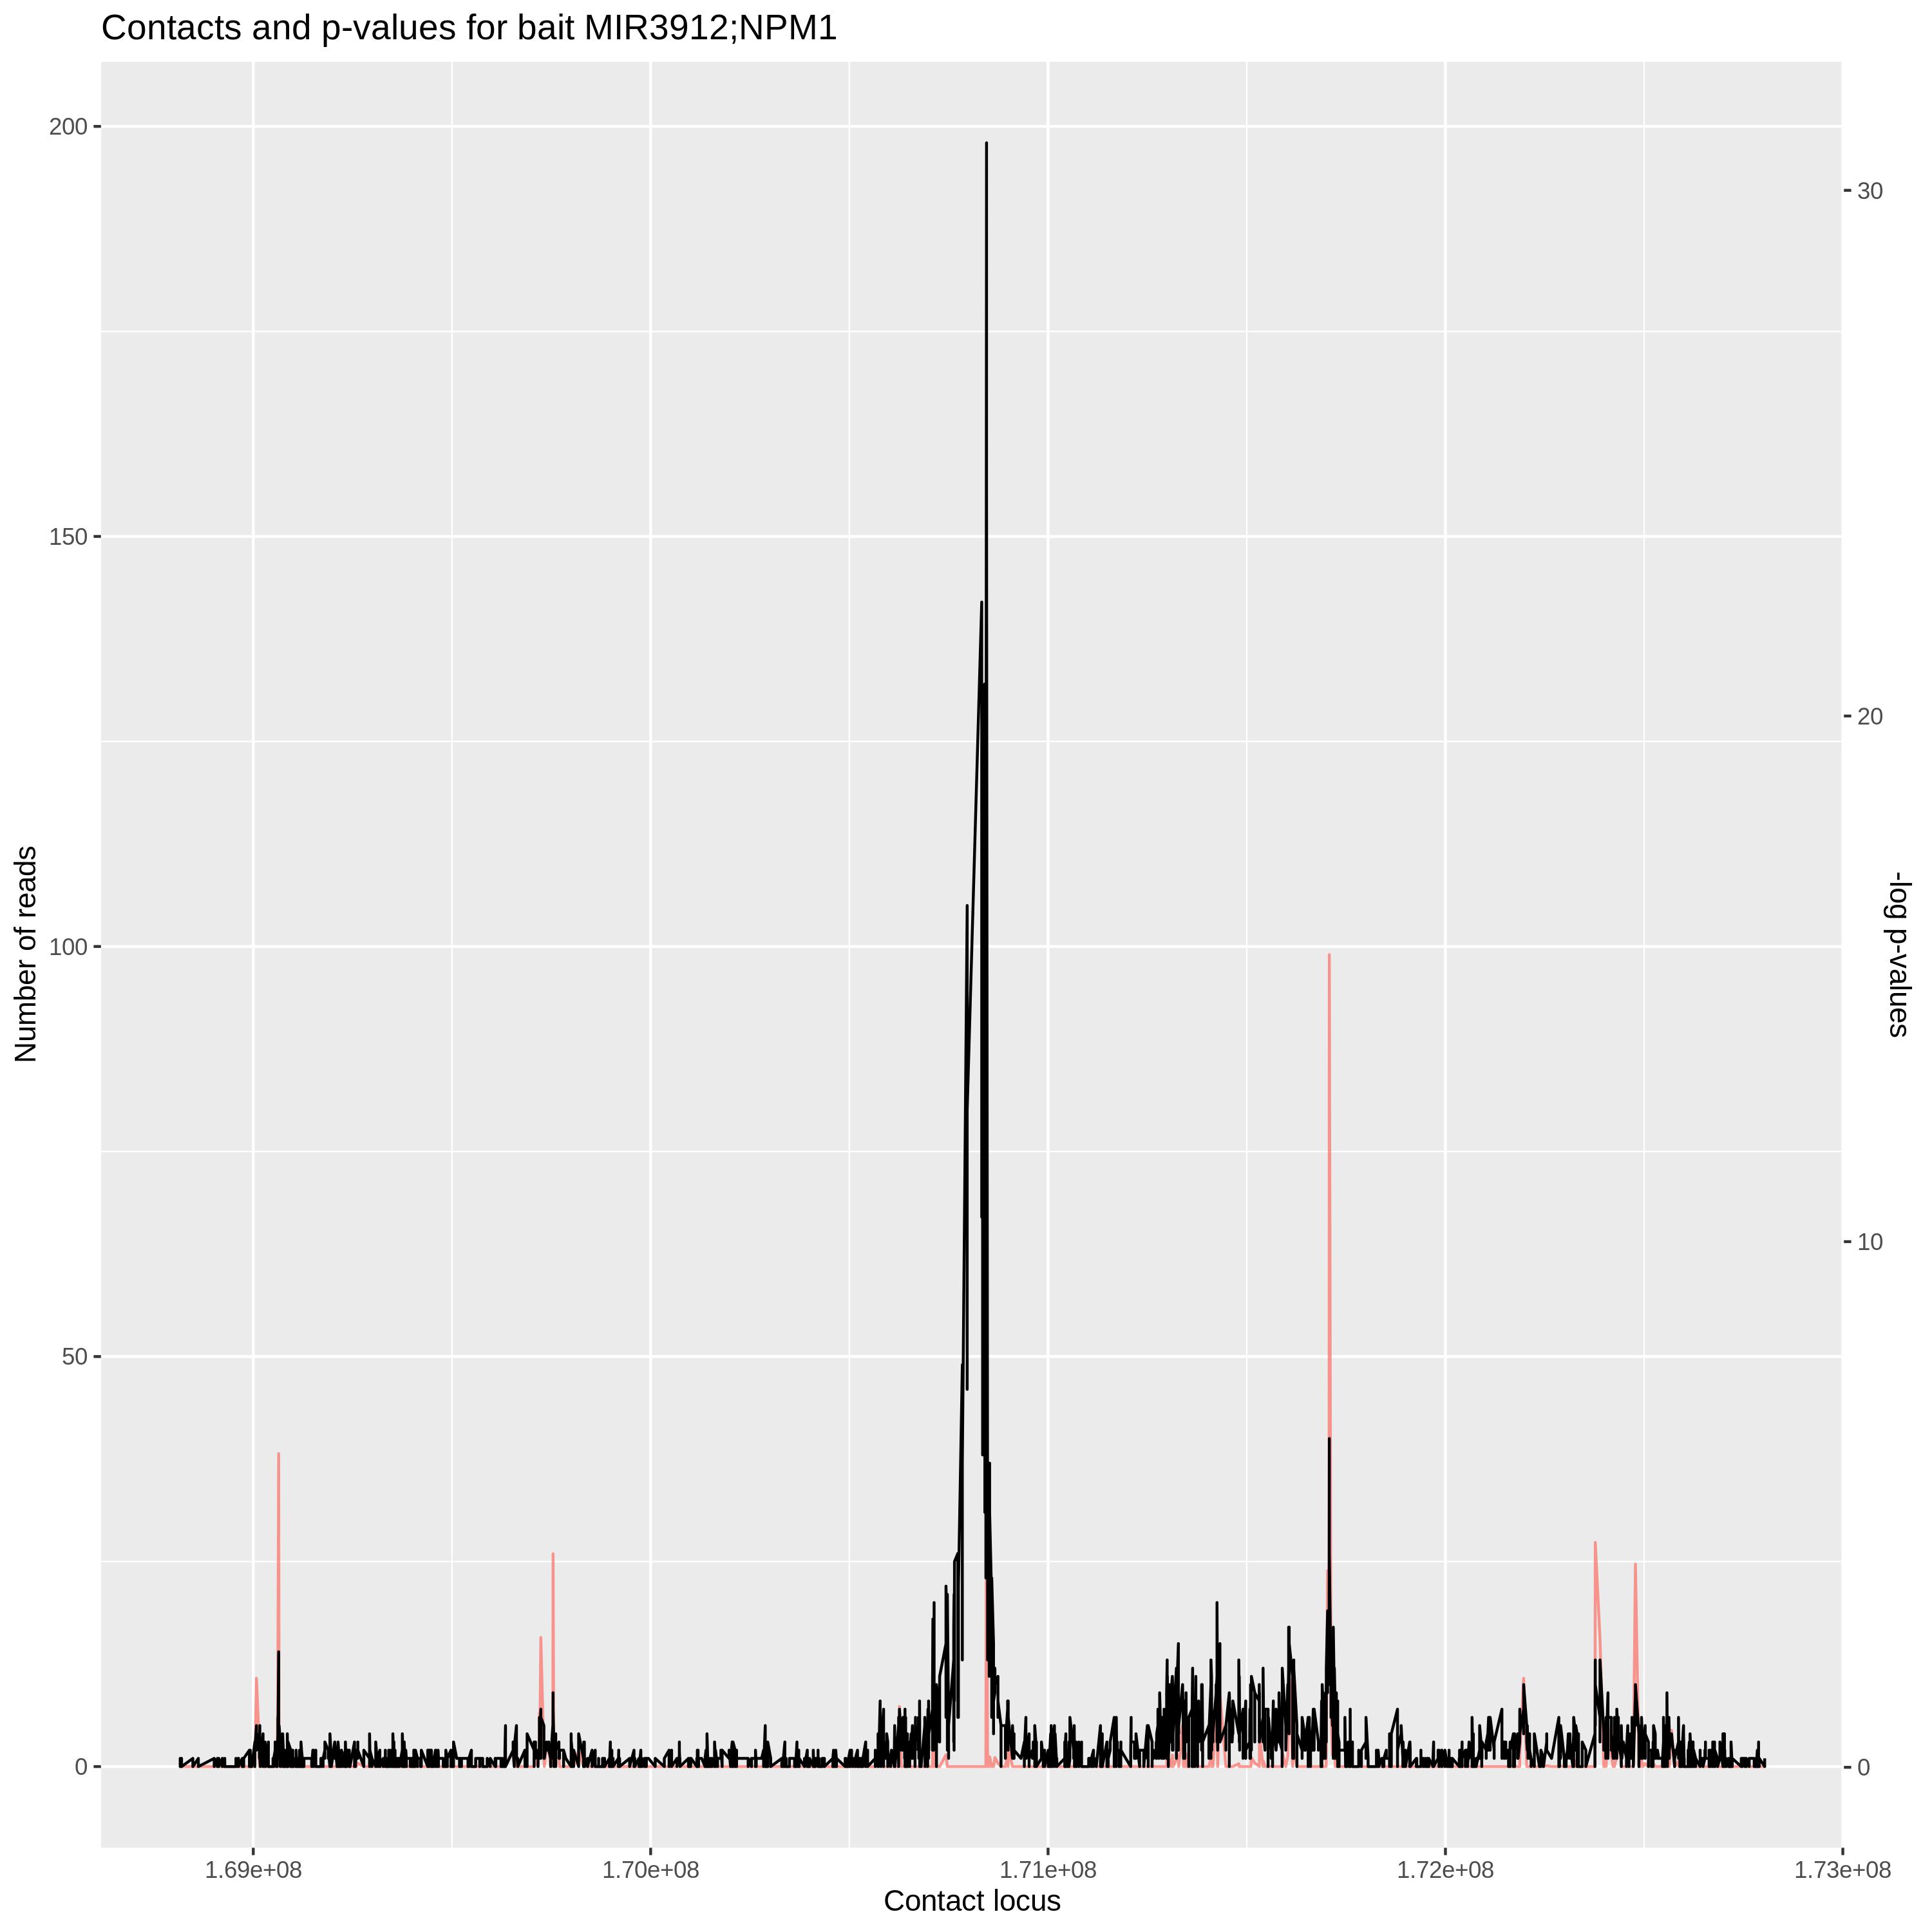 Contacts and p-values for bait MIR3912;NPM1
200
150
100
50
0
Number of reads
30
20
10
0
-log p-values
1.69e+08
1.70e+08
1.71e+08
1.72e+08
1.73e+08
Contact locus